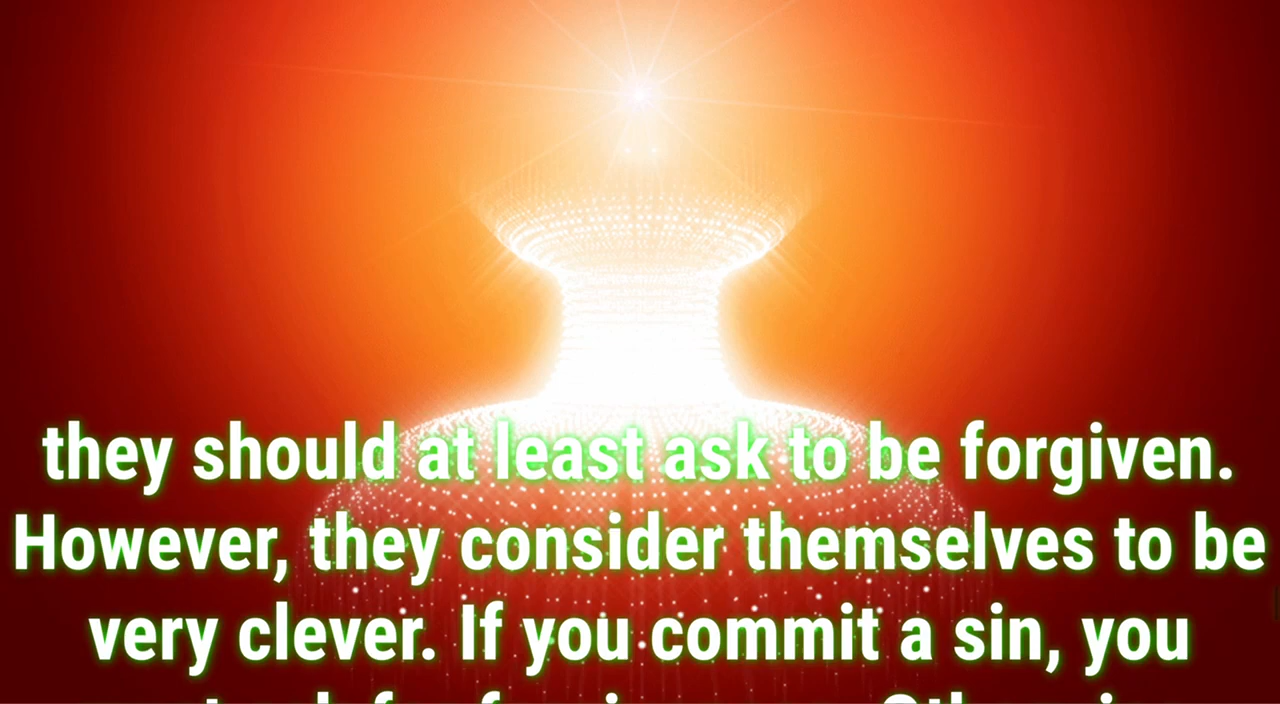 they should at least ask to be forgiven.
However, they consider themselves to be
very clever. If you commit a sin, you